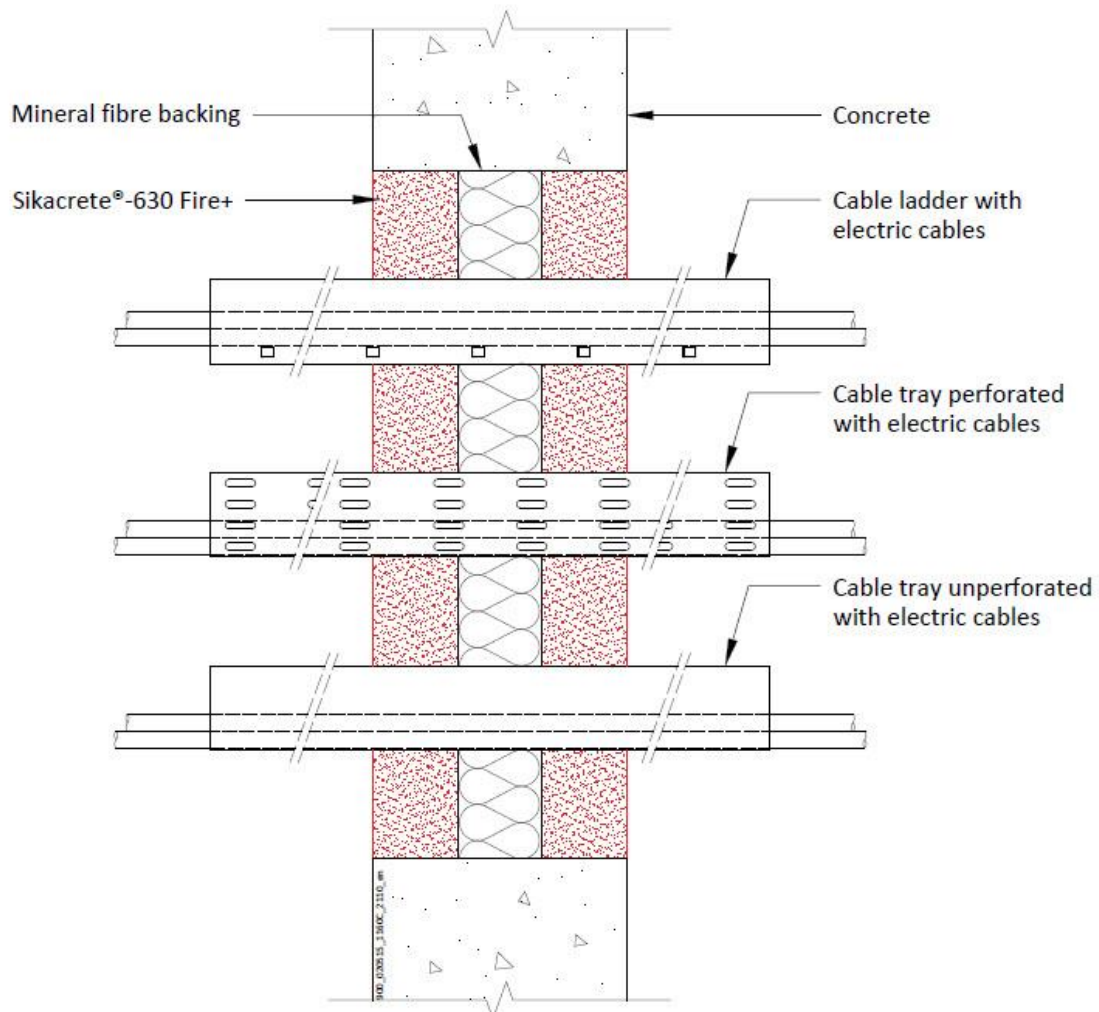 Mineral fibre backing
Concrete
Sikacrete®-630 Fire+
Cable ladder with
electric cables
Cable tray perforated
with electric cables
Cable tray unperforated
with electric cables